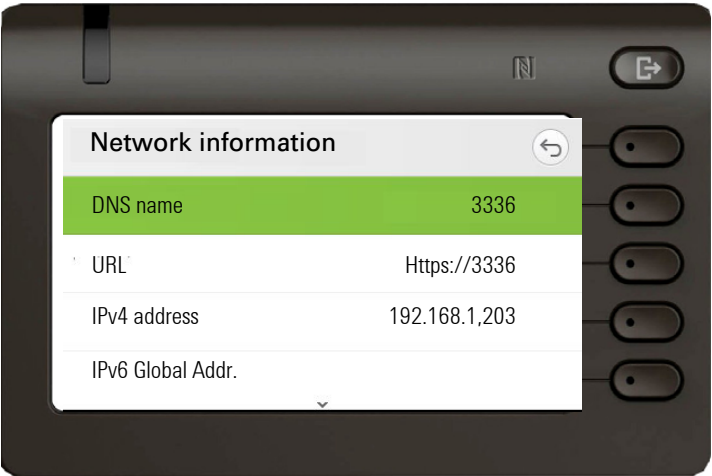 Network information
DNS name 3336
URL Https://3336
IPv4 address 192.168.1,203
IPv6 Global Addr.